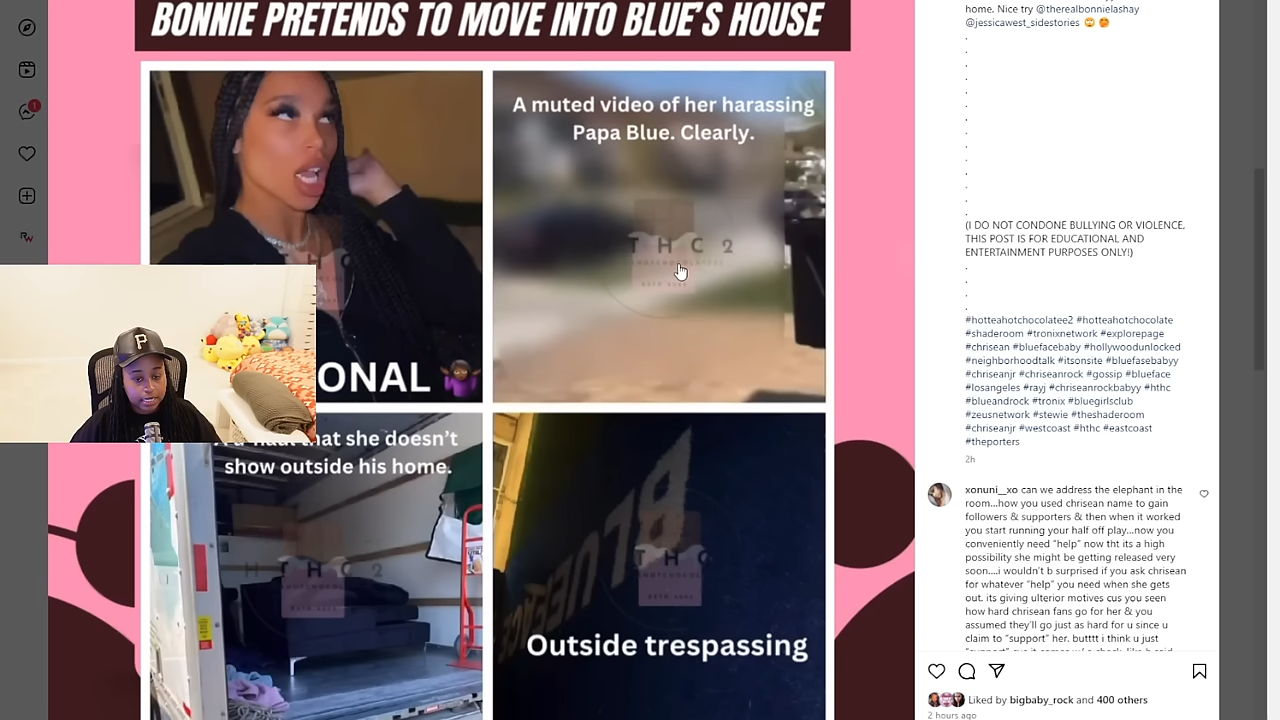 BONNIE PRETENDS TO MOVE INTO BLUE'S HOUSE
A muted video of her harassing
Papa Blue. Clearly.
T H C 2
ONAL
that she doesn't
show outside his home.
T H C 2
T H C
Outside trespassing
P
1
home. Nice try @therealbonnielashay
@jessicawest_sidestories
.
.
.
.
.
.
.
.
.
.
.
.
.
.
(I DO NOT CONDONE BULLYING OR VIOLENCE,
THIS POST IS FOR EDUCATIONAL AND
ENTERTAINMENT PURPOSES ONLY!)
.
.
.
.
#hotteahotchocolatee2 #hotteahotchocolate
#shaderoom #tronixnetwork #explorepage
#chrisean #bluefacebaby #hollywoodunlocked
#neighborhoodtalk #itsonsite #bluefasebabyy
#chriseanjr #chriseanrock #gossip #blueface
#losangeles #rayj #chriseanrockbabyy #hthc
#blueandrock #tronix #bluegirlsclub
#zeusnetwork #stewie #theshaderoom
#chriseanjr #westcoast #hthc #eastcoast
#theporters
2h
xonuni__xo can we address the elephant in the
room...how you used chrisean name to gain
followers & supporters & then when it worked
you start running your half off play...now you
conveniently need "help" now tht its a high
possibility she might be getting released very
soon....i wouldn't b surprised if you ask chrisean
for whatever "help" you need when she gets
out. its giving ulterior motives cus you seen
how hard chrisean fans go for her & you
assumed they'll go just as hard for u since u
claim to "support" her. butttt i think u just
Liked by bigbaby_rock and 400 others
2 hours ago